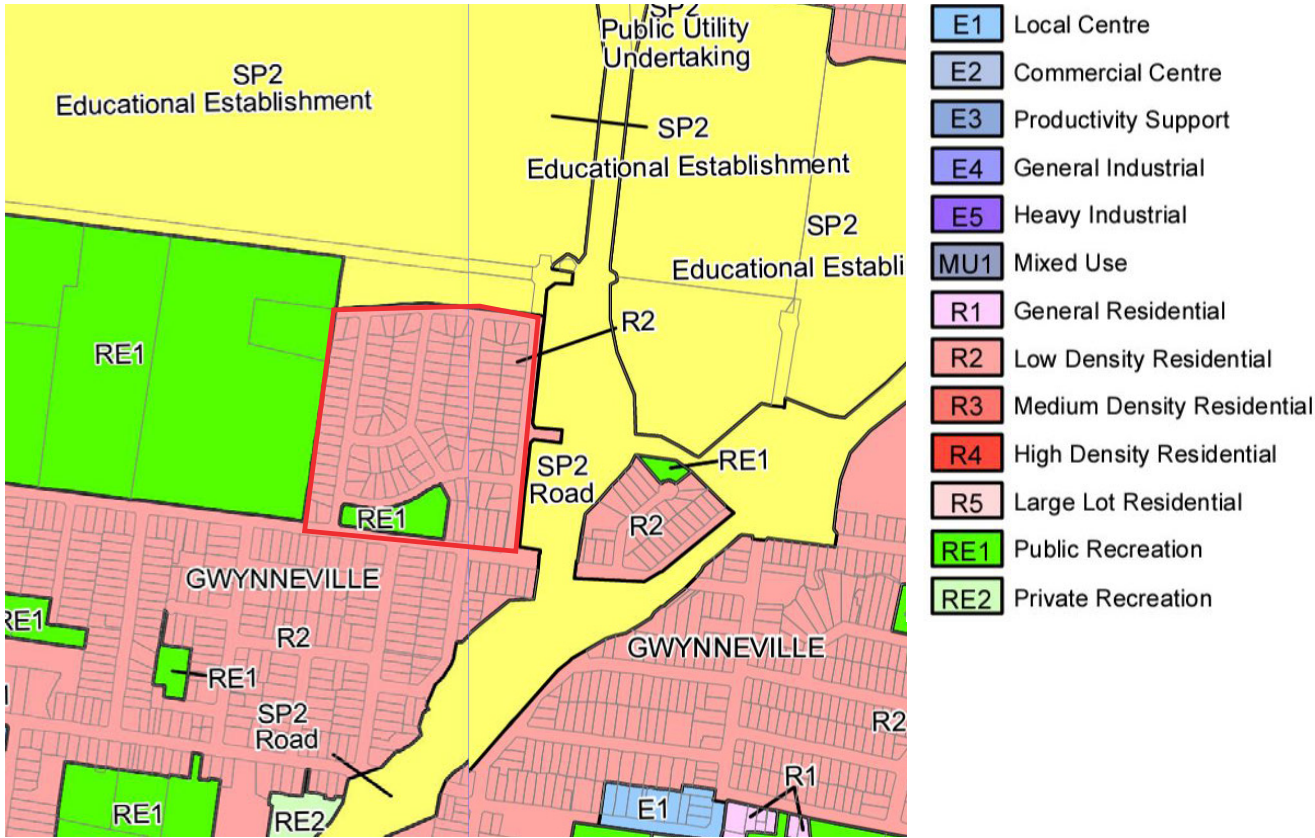 SP2
Public Utility
Undertaking
SP2
Educational Establishment
SP2
Educational Establishment
SP2
Educational Establi
R2
RE1
RE1
SP2
Road
RE1
R2
GWYNNEVILLE
RE1
R2
RE1
GWYNNEVILLE
SP2
Road
R2
R1
RE1
RE2
E1
E1 Local Centre
E2 Commercial Centre
E3 Productivity Support
E4 General Industrial
E5 Heavy Industrial
MU1 Mixed Use
R1 General Residential
R2 Low Density Residential
R3 Medium Density Residential
R4 High Density Residential
R5 Large Lot Residential
RE1 Public Recreation
RE2 Private Recreation